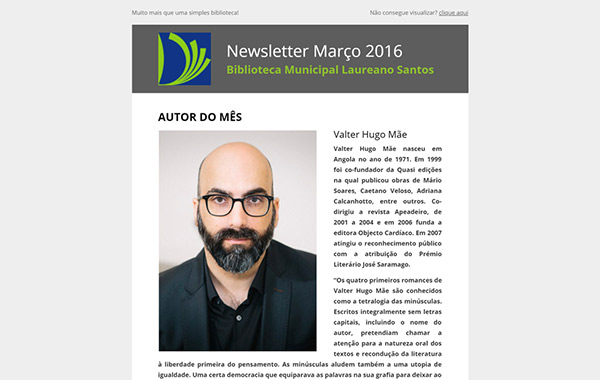 Muito mais que uma simples biblioteca!
Não consegue visualizar? clique aqui
Newsletter Março 2016
Biblioteca Municipal Laureano Santos
AUTOR DO MÊS
Valter Hugo Mãe
Valter Hugo Mãe nasceu em
Angola no ano de 1971. Em 1999
foi co-fundador da Quasi edições
na qual publicou obras de Mário
Soares, Caetano Veloso, Adriana
Calcanhotto, entre outros. Co-
dirigiu a revista Apeadeiro, de
2001 a 2004 e em 2006 funda a
editora Objecto Cardíaco. Em 2007
atingiu o reconhecimento público
com a atribuição do Prémio
Literário José Saramago.
"Os quatro primeiros romances de
Valter Hugo Mãe são conhecidos
como a tetralogia das minúsculas.
Escritos integralmente sem letras
capitais, incluindo o nome do
autor, pretendiam chamar a
atenção para a natureza oral dos
textos e recondução da literatura
à liberdade primeira do pensamento. As minúsculas aludem também a uma utopia de
igualdade. Uma certa democracia que equiparava as palavras na sua grafia para deixar ao